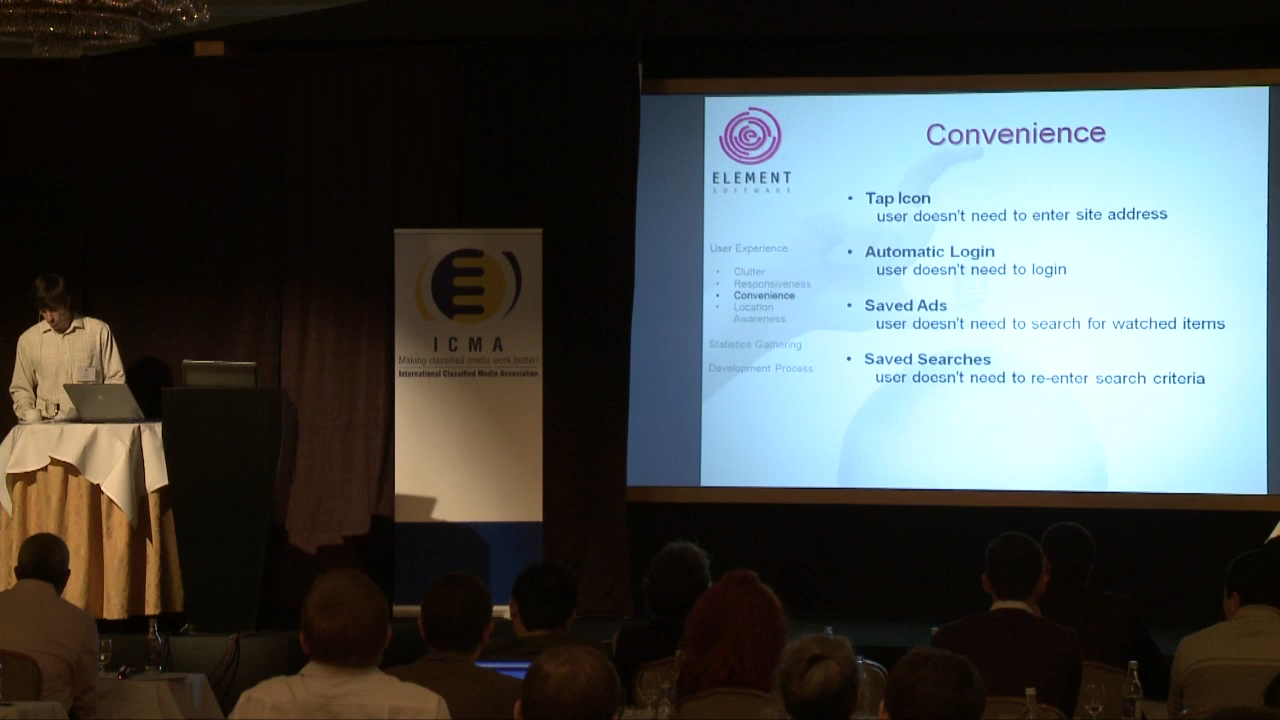 ICMA
Making classified media work better!
International Classified Media Association
ELEMENT
SOFTWARE
User Experience
• Clutter
• Responsiveness
• Convenience
• Location
Awareness
Statistics Gathering
Development Process
Convenience
• Tap Icon
user doesn't need to enter site address
• Automatic Login
user doesn't need to login
• Saved Ads
user doesn't need to search for watched items
• Saved Searches
user doesn't need to re-enter search criteria